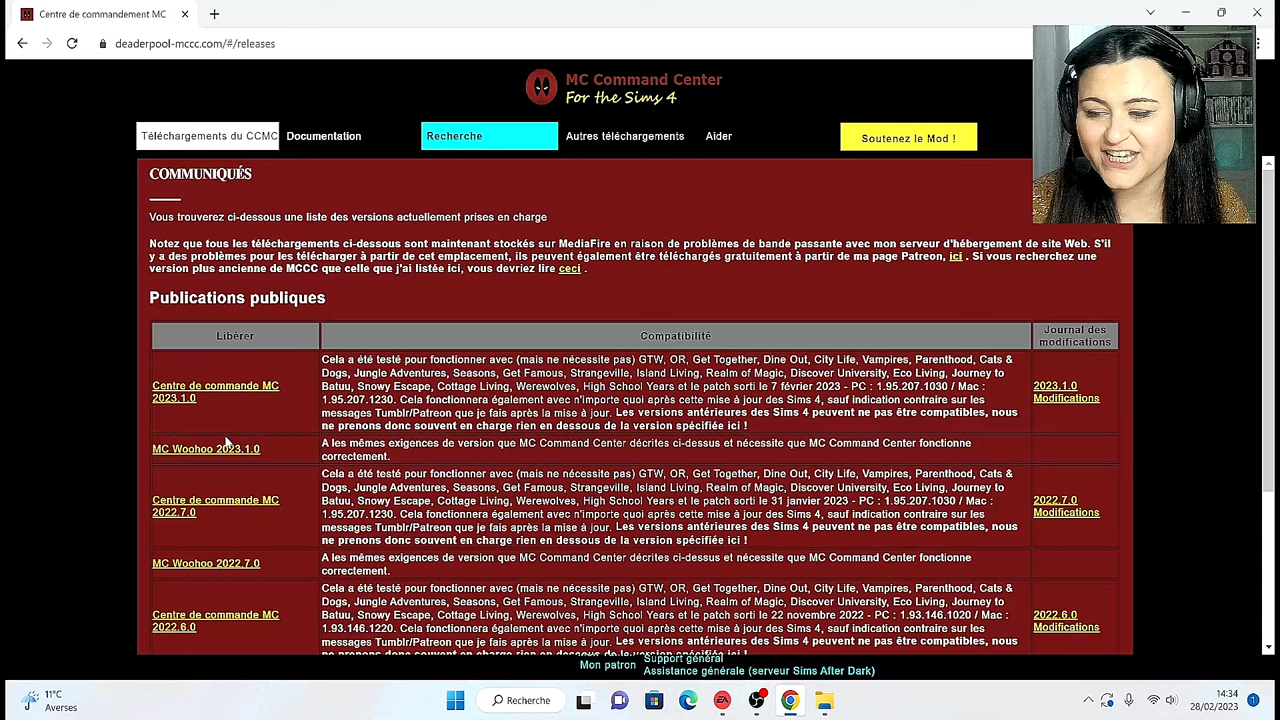 Centre de commandement MC
deaderpool-mccc.com/#/releases
MC Command Center
For the Sims 4
Téléchargements du CCMC
Documentation
Recherche
Autres téléchargements
Aider
Soutenez le Mod !
COMMUNIQUÉS
Vous trouverez ci-dessous une liste des versions actuellement prises en charge
Notez que tous les téléchargements ci-dessous sont maintenant stockés sur MediaFire en raison de problèmes de bande passante avec mon serveur d'hébergement de site Web. S'il
y a des problèmes pour les télécharger à partir de cet emplacement, ils peuvent également être téléchargés gratuitement à partir de ma page Patreon, ici . Si vous recherchez une
version plus ancienne de MCCC que celle que j'ai listée ici, vous devriez lire ceci .
Publications publiques
Libérer
Compatibilité
Journal des
modifications
Centre de commande MC
2023.1.0
Cela a été testé pour fonctionner avec (mais ne nécessite pas) GTW, OR, Get Together, Dine Out, City Life, Vampires, Parenthood, Cats &
Dogs, Jungle Adventures, Seasons, Get Famous, Strangeville, Island Living, Realm of Magic, Discover University, Eco Living, Journey to
Batuu, Snowy Escape, Cottage Living, Werewolves, High School Years et le patch sorti le 7 février 2023 - PC : 1.95.207.1030 / Mac :
1.95.207.1230. Cela fonctionnera également avec n'importe quoi après cette mise à jour des Sims 4, sauf indication contraire sur les
messages Tumblr/Patreon que je fais après la mise à jour. Les versions antérieures des Sims 4 peuvent ne pas être compatibles, nous
ne prenons donc souvent en charge rien en dessous de la version spécifiée ici !
2023.1.0
Modifications
MC Woohoo 2023.1.0
A les mêmes exigences de version que MC Command Center décrites ci-dessus et nécessite que MC Command Center fonctionne
correctement.
Centre de commande MC
2022.7.0
Cela a été testé pour fonctionner avec (mais ne nécessite pas) GTW, OR, Get Together, Dine Out, City Life, Vampires, Parenthood, Cats &
Dogs, Jungle Adventures, Seasons, Get Famous, Strangeville, Island Living, Realm of Magic, Discover University, Eco Living, Journey to
Batuu, Snowy Escape, Cottage Living, Werewolves, High School Years et le patch sorti le 31 janvier 2023 - PC : 1.95.207.1030 / Mac :
1.95.207.1230. Cela fonctionnera également avec n'importe quoi après cette mise à jour des Sims 4, sauf indication contraire sur les
messages Tumblr/Patreon que je fais après la mise à jour. Les versions antérieures des Sims 4 peuvent ne pas être compatibles, nous
ne prenons donc souvent en charge rien en dessous de la version spécifiée ici !
2022.7.0
Modifications
MC Woohoo 2022.7.0
A les mêmes exigences de version que MC Command Center décrites ci-dessus et nécessite que MC Command Center fonctionne
correctement.
Centre de commande MC
2022.6.0
Cela a été testé pour fonctionner avec (mais ne nécessite pas) GTW, OR, Get Together, Dine Out, City Life, Vampires, Parenthood, Cats &
Dogs, Jungle Adventures, Seasons, Get Famous, Strangeville, Island Living, Realm of Magic, Discover University, Eco Living, Journey to
Batuu, Snowy Escape, Cottage Living, Werewolves, High School Years et le patch sorti le 22 novembre 2022 - PC : 1.93.146.1020 / Mac :
1.93.146.1220. Cela fonctionnera également avec n'importe quoi après cette mise à jour des Sims 4, sauf indication contraire sur les
messages Tumblr/Patreon que je fais après la mise à jour. Les versions antérieures des Sims 4 peuvent ne pas être compatibles, nous
ne prenons donc souvent en charge rien en dessous de la version spécifiée ici !
2022.6.0
Modifications
Mon patron
Support général
Assistance générale (serveur Sims After Dark)
11°C
Averses
Recherche
EA
14:34
28/02/2023
1